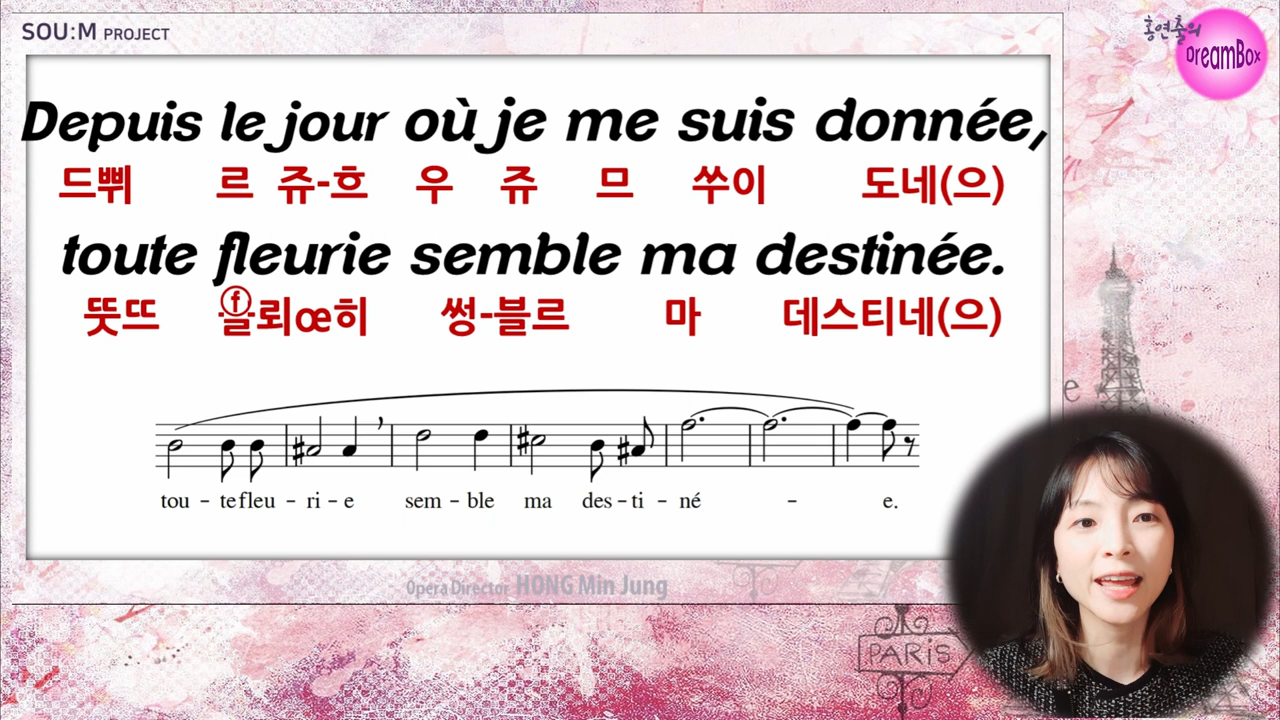 SOU:M PROJECT
홍연출의
DreamBox
Depuis le jour où je me suis donnée,
드쀠 르 쥬-흐 우 쥬 므 쑤이 도네(으)
toute fleurie semble ma destinée.
뚯뜨 ⓕ을뢰œ히 썽-블르 마 데스티네(으)
tou - te fleu - ri - e sem - ble ma des - ti - né - e.
e
Opera Director HONG Min Jung
PARIS